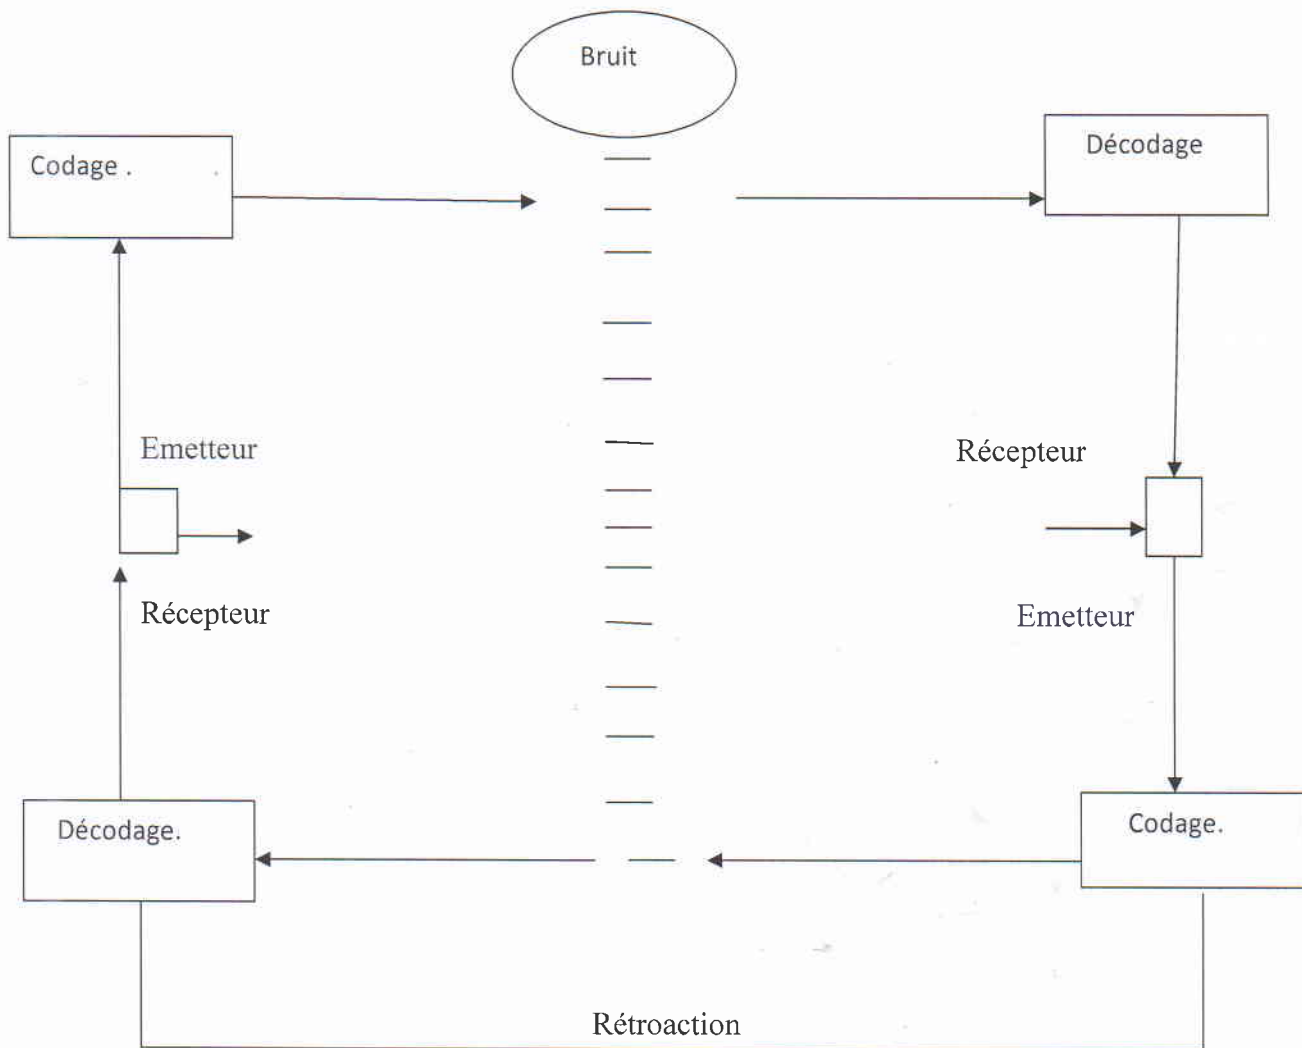 Bruit
Codage .
Décodage
Emetteur
Récepteur
Récepteur
Emetteur
Décodage.
Codage.
Rétroaction